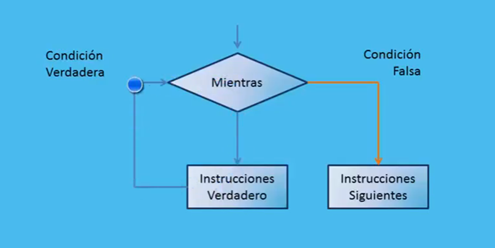 Condición
Verdadera
Mientras
Condición
Falsa
Instrucciones
Verdadero
Instrucciones
Siguientes